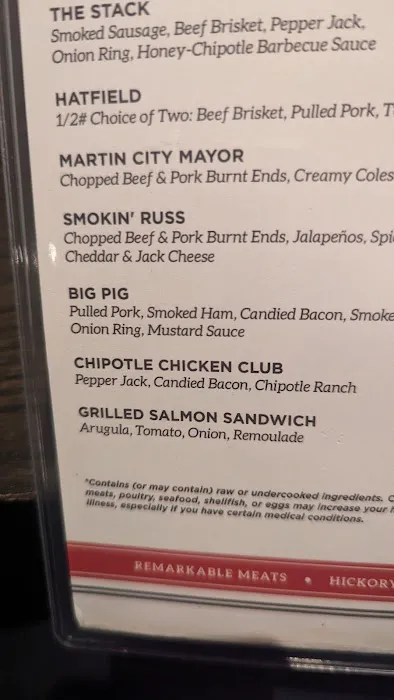 THE STACK
Smoked Sausage, Beef Brisket, Pepper Jack,
Onion Ring, Honey-Chipotle Barbecue Sauce
HATFIELD
1/2# Choice of Two: Beef Brisket, Pulled Pork,
MARTIN CITY MAYOR
Chopped Beef & Pork Burnt Ends, Creamy
SMOKIN' RUSS
Chopped Beef & Pork Burnt Ends, Jalapeños,
Cheddar & Jack Cheese
BIG PIG
Pulled Pork, Smoked Ham, Candied Bacon,
Onion Ring, Mustard Sauce
CHIPOTLE CHICKEN CLUB
Pepper Jack, Candied Bacon, Chipotle Ranch
GRILLED SALMON SANDWICH
Arugula, Tomato, Onion, Remoulade
*Contains (or may contain) raw or undercooked ingredients.
meats, poultry, seafood, shellfish, or eggs may increase your
illness, especially if you have certain medical conditions.
REMARKABLE MEATS • HICKORY